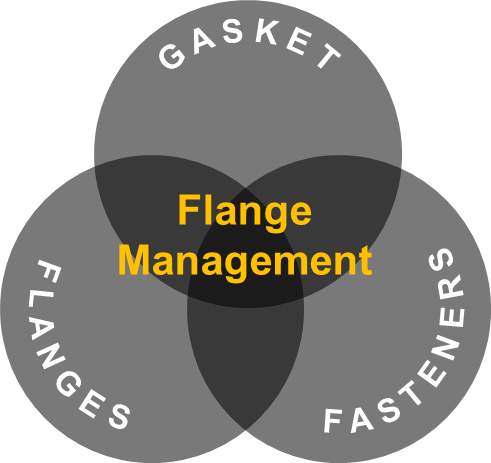 GASKET
Flange
Management
FLANGES
FASTENERS